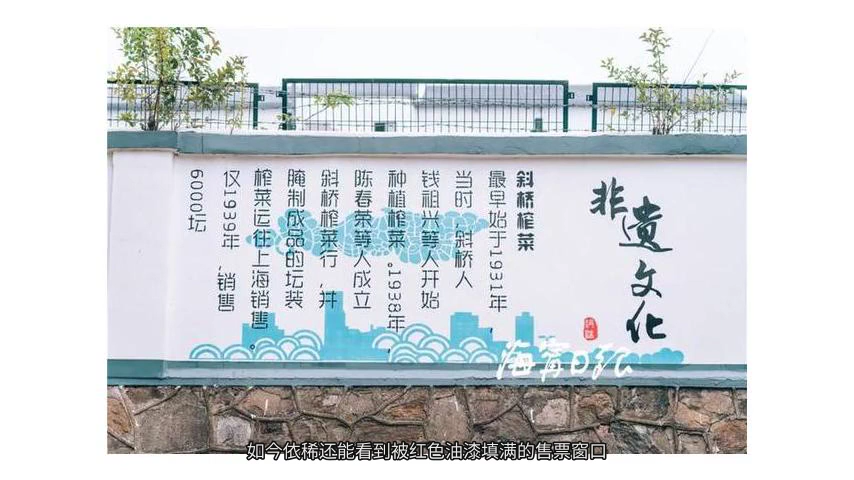 非遗文化
斜桥榨菜
最早始于1931年
当时,斜桥人
钱祖兴等人开始
种植榨菜。1938年,
陈春荣等人成立
斜桥榨菜行,并
腌制成品的坛装
榨菜运往上海销售。
仅1939年,销售
6000坛
海宁日报
如今依稀还能看到被红色油漆填满的售票窗口